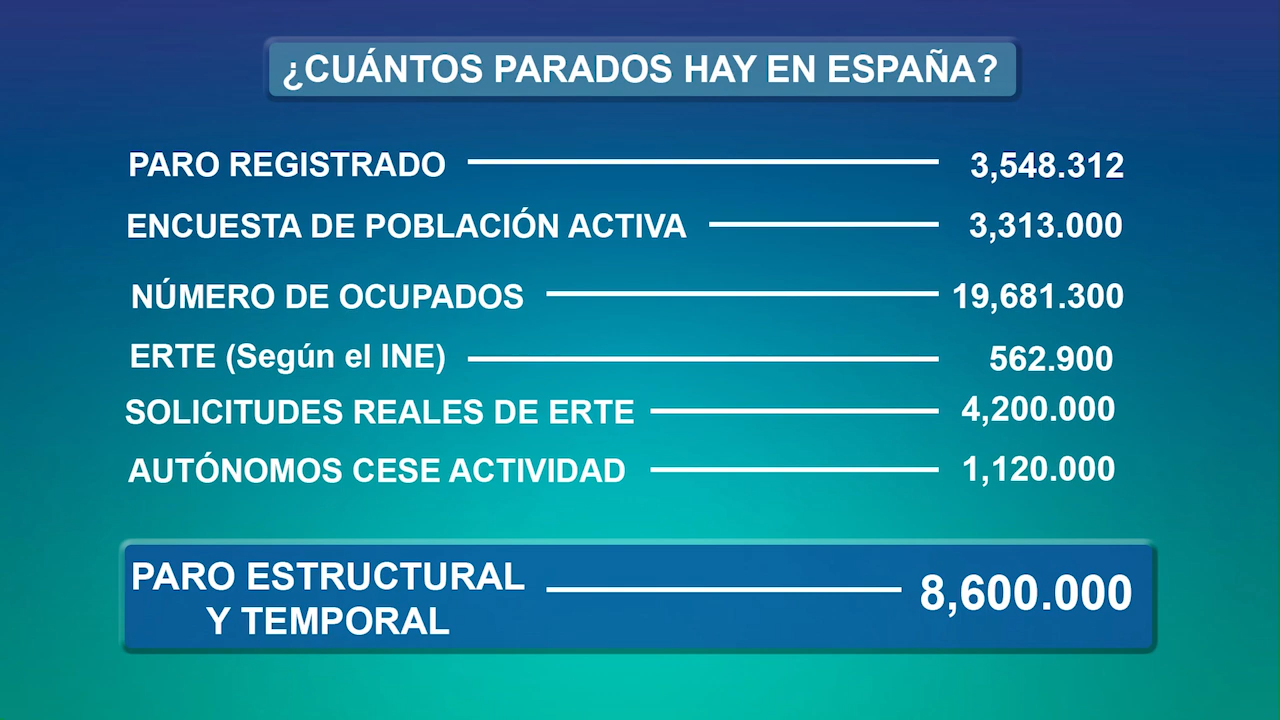 ¿CUÁNTOS PARADOS HAY EN ESPAÑA?
PARO REGISTRADO 3,548.312
ENCUESTA DE POBLACIÓN ACTIVA 3,313.000
NÚMERO DE OCUPADOS 19,681.300
ERTE (Según el INE) 562.900
SOLICITUDES REALES DE ERTE 4,200.000
AUTÓNOMOS CESE ACTIVIDAD 1,120.000
PARO ESTRUCTURAL
Y TEMPORAL 8,600.000